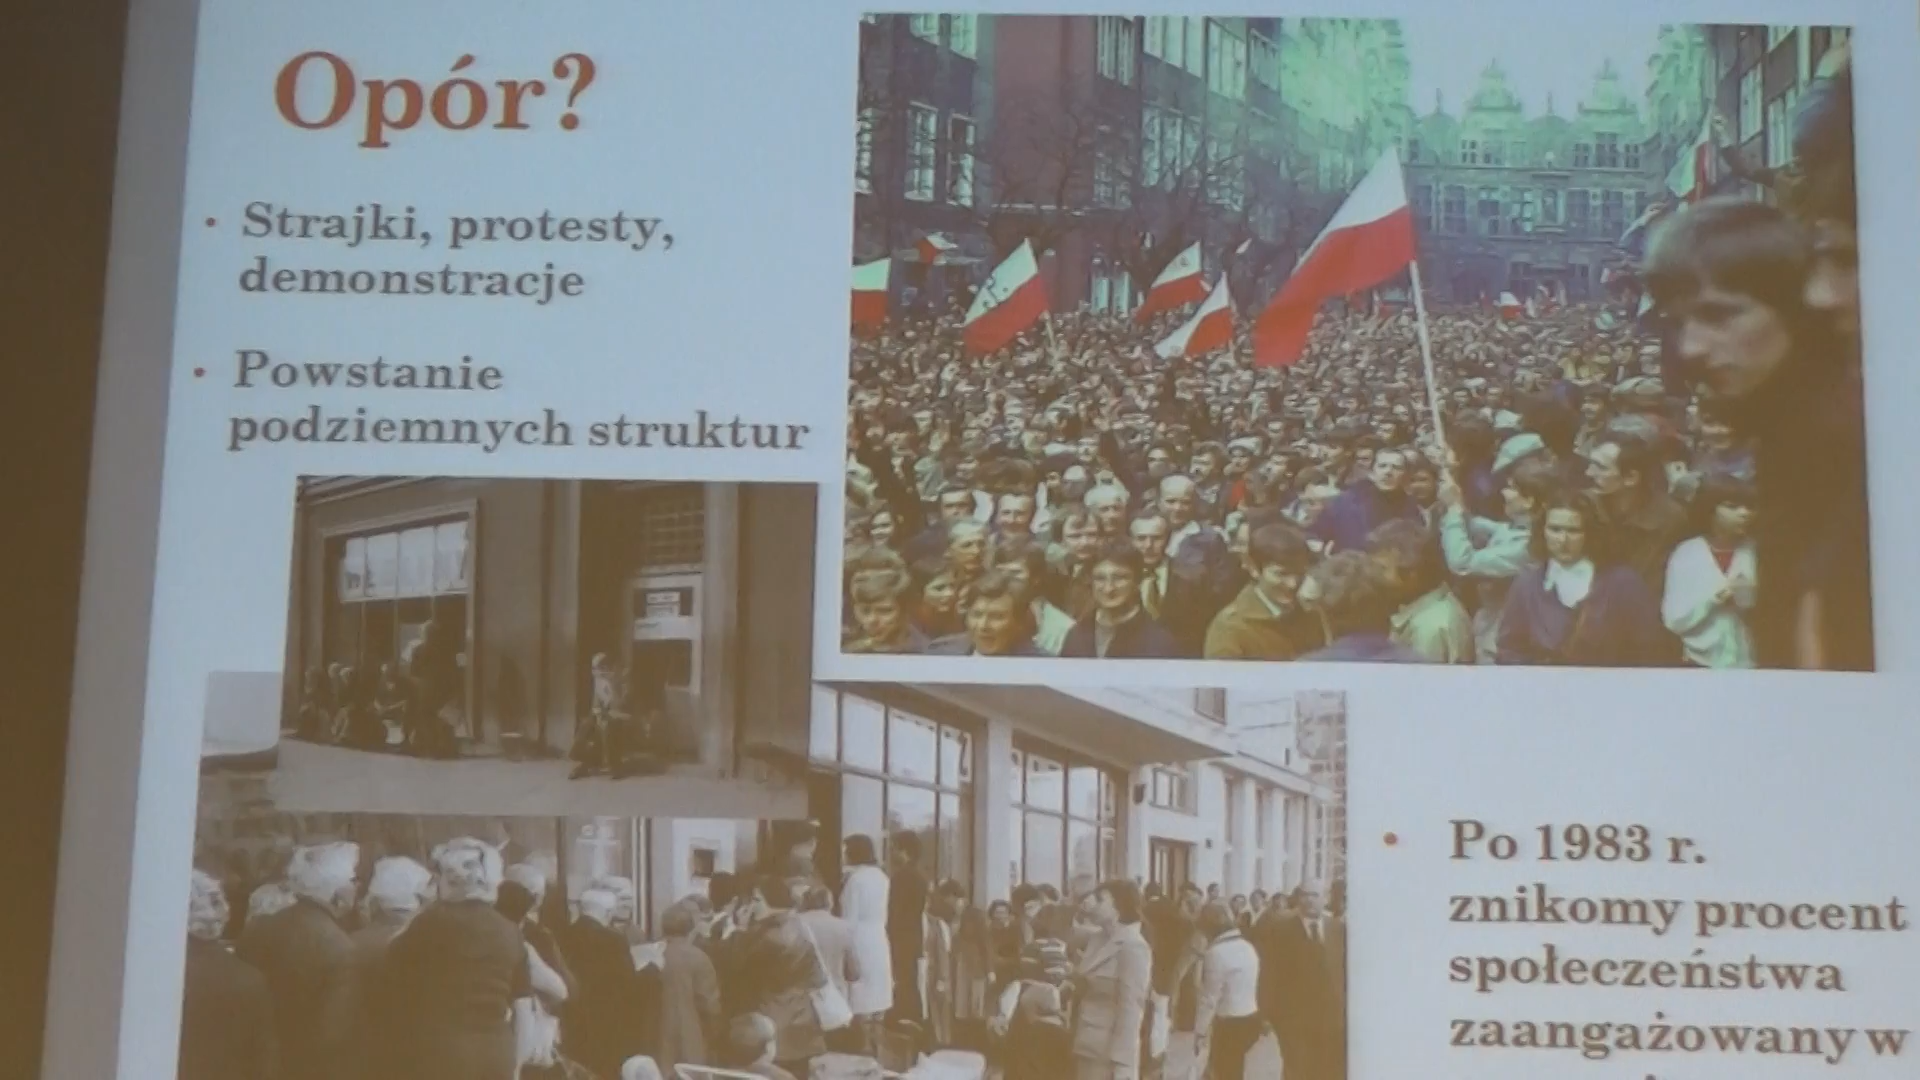 Opór?
• Strajki, protesty,
demonstracje
• Powstanie
podziemnych struktur
• Po 1983 r.
znikomy procent
społeczeństwa
zaangażowany w